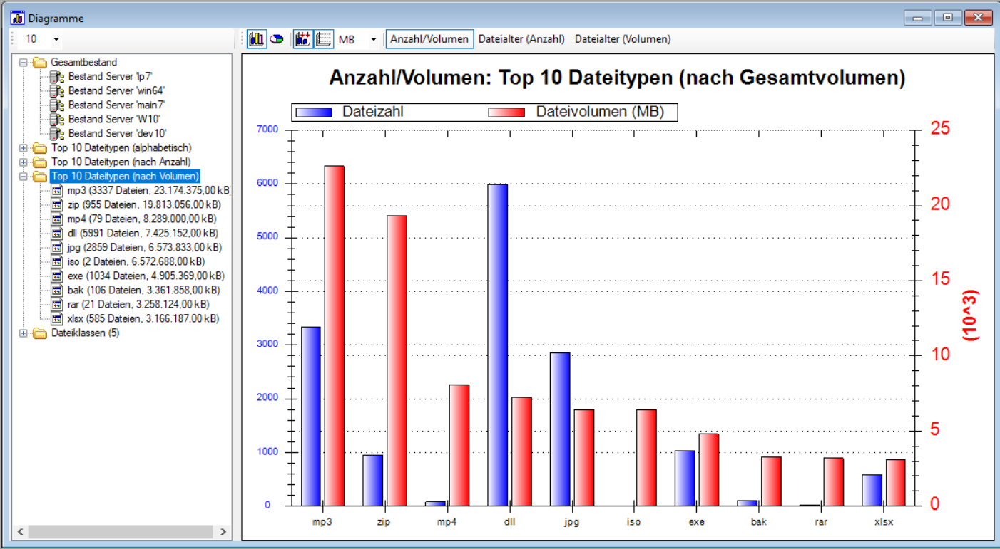 Diagramme
10
MB Anzahl/Volumen Dateialter (Anzahl) Dateialter (Volumen)
Gesamtbestand
Bestand Server 'lp7'
Bestand Server 'win64'
Bestand Server 'main7'
Bestand Server 'W10'
Bestand Server 'dev10'
Top 10 Dateitypen (alphabetisch)
Top 10 Dateitypen (nach Anzahl)
Top 10 Dateitypen (nach Volumen)
mp3 (3337 Dateien, 23.174.375,00 kB)
zip (955 Dateien, 19.813.056,00 kB)
mp4 (79 Dateien, 8.289.000,00 kB)
dll (5991 Dateien, 7.425.152,00 kB)
jpg (2859 Dateien, 6.573.833,00 kB)
iso (2 Dateien, 6.572.688,00 kB)
exe (1034 Dateien, 4.905.369,00 kB)
bak (106 Dateien, 3.361.858,00 kB)
rar (21 Dateien, 3.258.124,00 kB)
xlsx (585 Dateien, 3.166.187,00 kB)
Dateiklassen (5)
Anzahl/Volumen: Top 10 Dateitypen (nach Gesamtvolumen)
Dateizahl Dateivolumen (MB)
7000
6000
5000
4000
3000
2000
1000
0
25
20
15
10
5
0
(10^3)
mp3 zip mp4 dll jpg iso exe bak rar xlsx